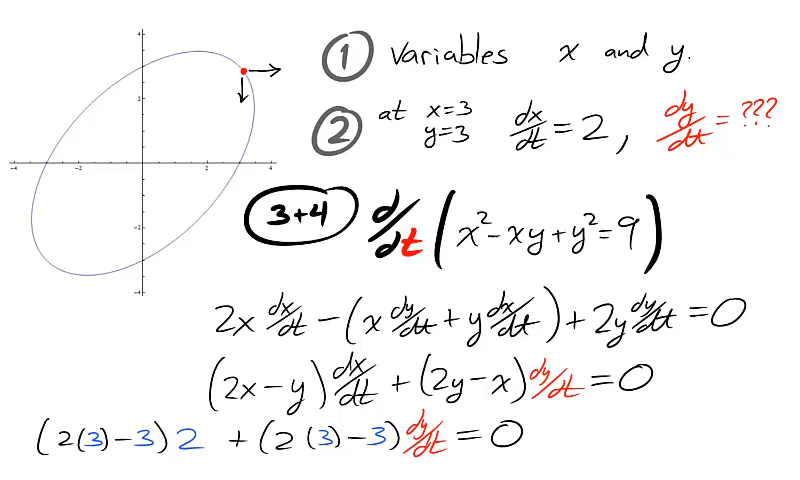 ① Variables x and y.
② at x=3 y=3 dx/dt = 2, dy/dt = ???
3+4 d/dt (x² - xy + y² = 9)
2x dx/dt - (x dy/dt + y dx/dt) + 2y dy/dt = 0
(2x - y) dx/dt + (2y - x) dy/dt = 0
(2(3) - 3) 2 + (2(3) - 3) dy/dt = 0
4
2
-4
-2
2
4
-2
-4